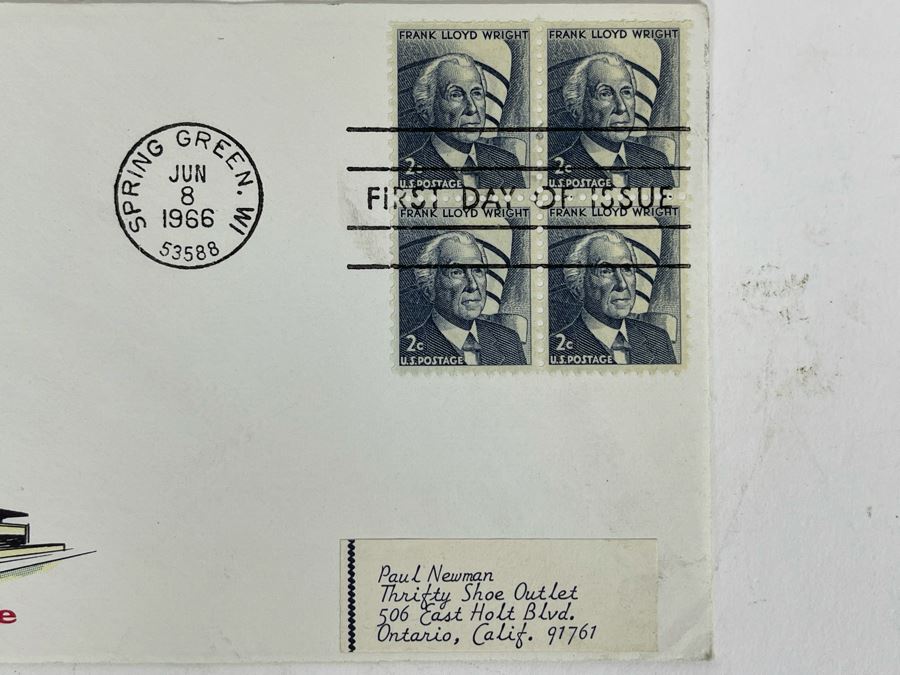 FRANK LLOYD WRIGHT
FRANK LLOYD WRIGHT
2c
U.S. POSTAGE
2c
U.S. POSTAGE
SPRING GREEN. WI
JUN
8
1966
53588
FIRST DAY OF ISSUE
FRANK LLOYD WRIGHT
FRANK LLOYD WRIGHT
2c
U.S. POSTAGE
2c
U.S. POSTAGE
e
Paul Newman
Thrifty Shoe Outlet
506 East Holt Blvd.
Ontario, Calif. 91761